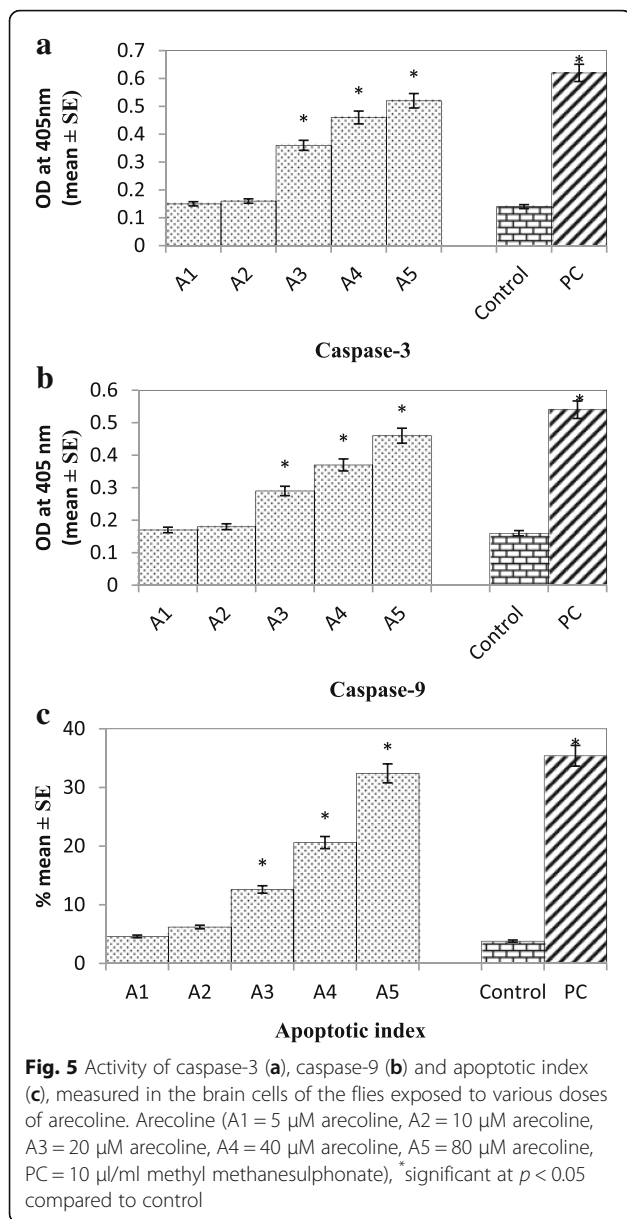 a
OD at 405nm
(mean ± SE)
0.7
0.6
0.5
0.4
0.3
0.2
0.1
0
*
*
*
*
A1
A2
A3
A4
A5
Control
PC
Caspase-3
b
OD at 405 nm
(mean ± SE)
0.6
0.5
0.4
0.3
0.2
0.1
0
*
*
*
*
A1
A2
A3
A4
A5
Control
PC
Caspase-9
c
% mean ± SE
40
30
20
10
0
*
*
*
*
A1
A2
A3
A4
A5
Control
PC
Apoptotic index
Fig. 5 Activity of caspase-3 (a), caspase-9 (b) and apoptotic index
(c), measured in the brain cells of the flies exposed to various doses
of arecoline. Arecoline (A1 = 5 μM arecoline, A2 = 10 μM arecoline,
A3 = 20 μM arecoline, A4 = 40 μM arecoline, A5 = 80 μM arecoline,
PC = 10 μl/ml methyl methanesulphonate), *significant at p < 0.05
compared to control